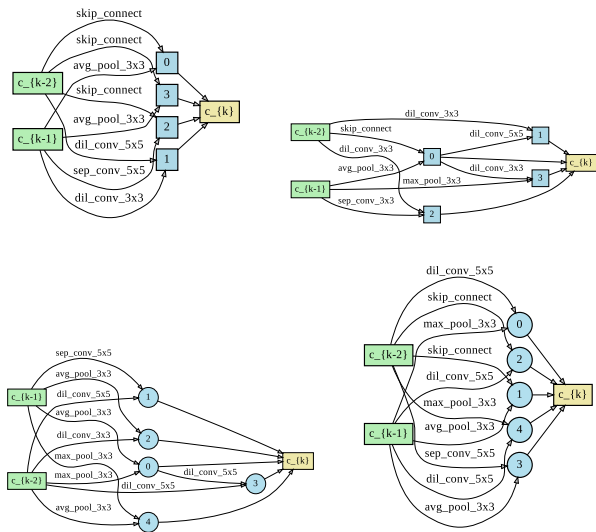 skip_connect
skip_connect
0
avg_pool_3x3
c_{k-2}
skip_connect
3
c_{k}
avg_pool_3x3
2
c_{k-1}
dil_conv_5x5
1
sep_conv_5x5
dil_conv_3x3
dil_conv_3x3
c_{k-2}
skip_connect
dil_conv_5x5
1
dil_conv_3x3
0
c_{k}
avg_pool_3x3
dil_conv_3x3
c_{k-1}
max_pool_3x3
3
sep_conv_3x3
2
sep_conv_5x5
avg_pool_3x3
c_{k-1}
dil_conv_5x5
1
avg_pool_3x3
dil_conv_3x3
2
max_pool_3x3
0
c_{k}
max_pool_3x3
dil_conv_5x5
c_{k-2}
dil_conv_5x5
3
avg_pool_3x3
4
dil_conv_5x5
skip_connect
max_pool_3x3
0
c_{k-2}
skip_connect
2
dil_conv_5x5
1
c_{k}
max_pool_3x3
avg_pool_3x3
4
c_{k-1}
sep_conv_5x5
3
dil_conv_5x5
avg_pool_3x3